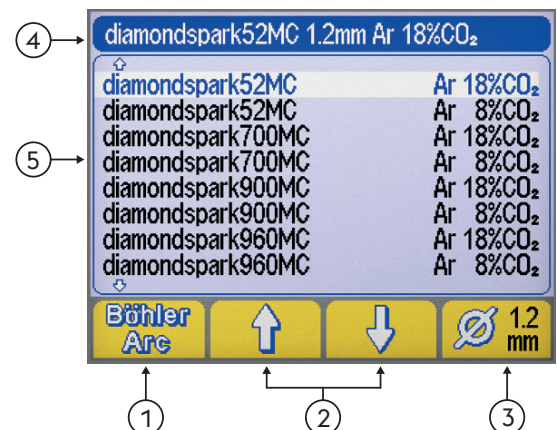 4
diamondspark52MC 1.2mm Ar 18%CO₂
5
diamondspark52MC Ar 18%CO₂
diamondspark52MC Ar 8%CO₂
diamondspark700MC Ar 18%CO₂
diamondspark700MC Ar 8%CO₂
diamondspark900MC Ar 18%CO₂
diamondspark900MC Ar 8%CO₂
diamondspark960MC Ar 18%CO₂
diamondspark960MC Ar 8%CO₂
Böhler
Arc
Ø 1.2
mm
1
2
3